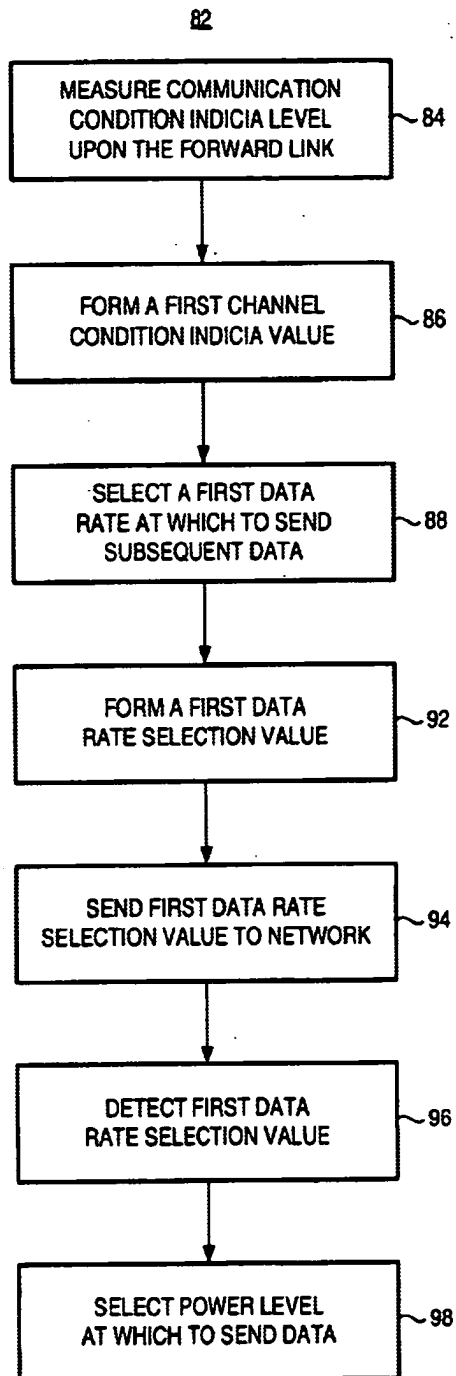 82
MEASURE COMMUNICATION
CONDITION INDICIA LEVEL
UPON THE FORWARD LINK
84
FORM A FIRST CHANNEL
CONDITION INDICIA VALUE
86
SELECT A FIRST DATA
RATE AT WHICH TO SEND
SUBSEQUENT DATA
88
FORM A FIRST DATA
RATE SELECTION VALUE
92
SEND FIRST DATA RATE
SELECTION VALUE TO NETWORK
94
DETECT FIRST DATA
RATE SELECTION VALUE
96
SELECT POWER LEVEL
AT WHICH TO SEND DATA
98